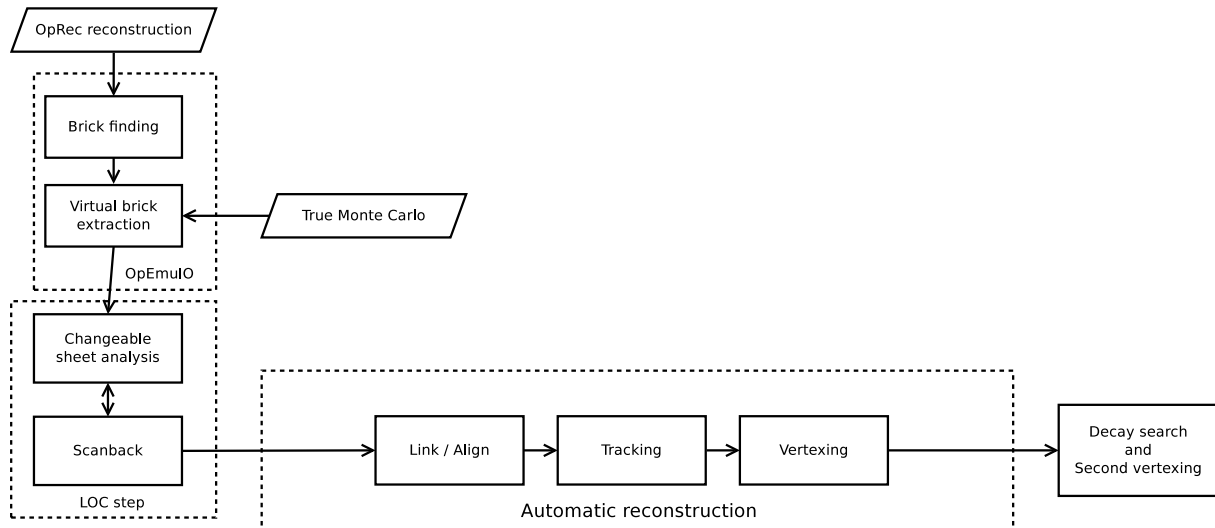 OpRec reconstruction
Brick finding
Virtual brick
extraction
True Monte Carlo
OpEmuIO
Changeable
sheet analysis
Scanback
LOC step
Link / Align
Tracking
Vertexing
Automatic reconstruction
Decay search
and
Second vertexing